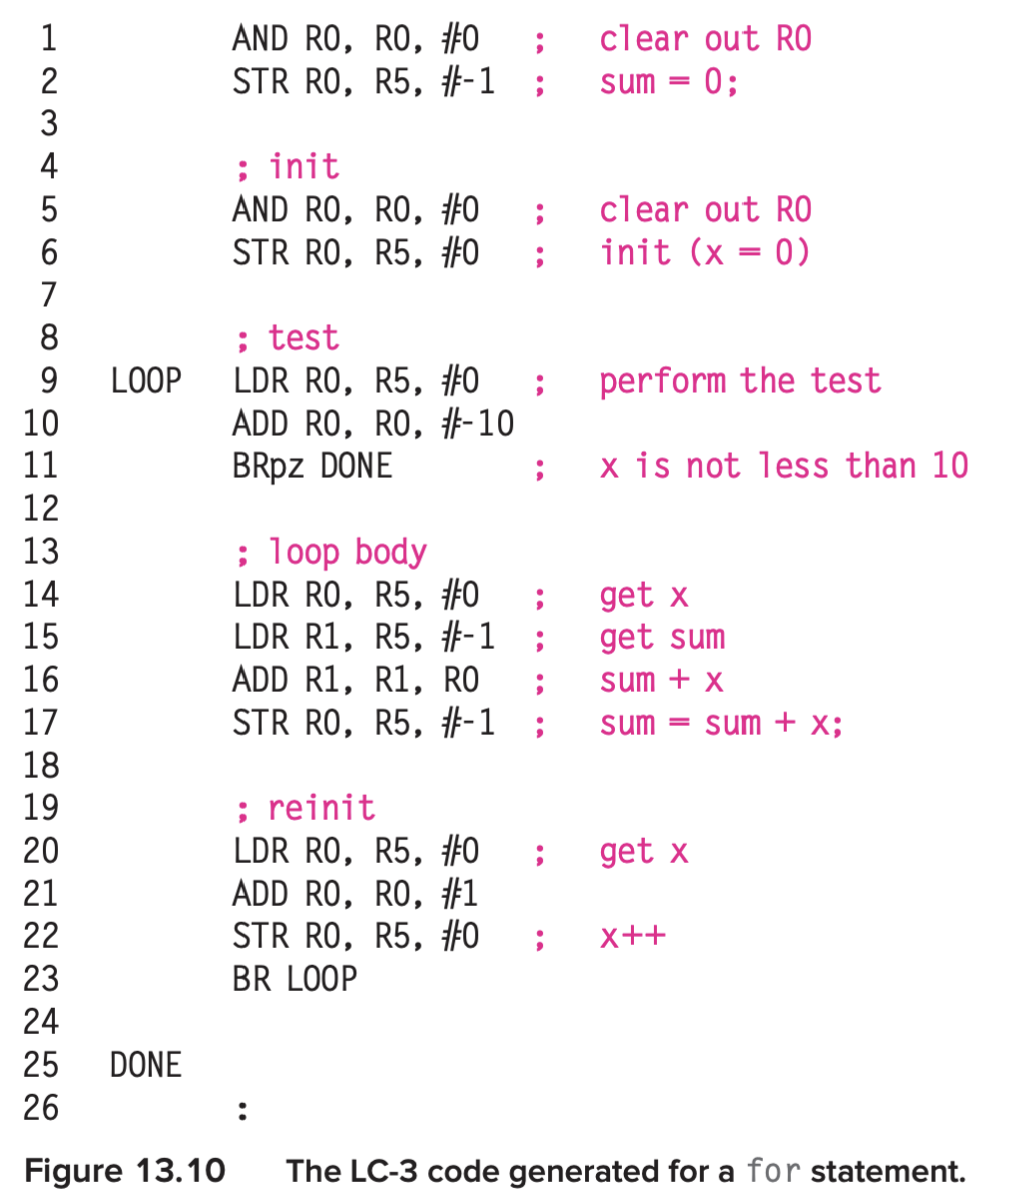 1 AND R0, R0, #0 ; clear out R0
2 STR R0, R5, #-1 ; sum = 0;
3
4 ; init
5 AND R0, R0, #0 ; clear out R0
6 STR R0, R5, #0 ; init (x = 0)
7
8 ; test
9 LOOP LDR R0, R5, #0 ; perform the test
10 ADD R0, R0, #-10
11 BRpz DONE ; x is not less than 10
12
13 ; loop body
14 LDR R0, R5, #0 ; get x
15 LDR R1, R5, #-1 ; get sum
16 ADD R1, R1, R0 ; sum + x
17 STR R0, R5, #-1 ; sum = sum + x;
18
19 ; reinit
20 LDR R0, R5, #0 ; get x
21 ADD R0, R0, #1
22 STR R0, R5, #0 ; x++
23 BR LOOP
24
25 DONE
26 :
Figure 13.10 The LC-3 code generated for a for statement.